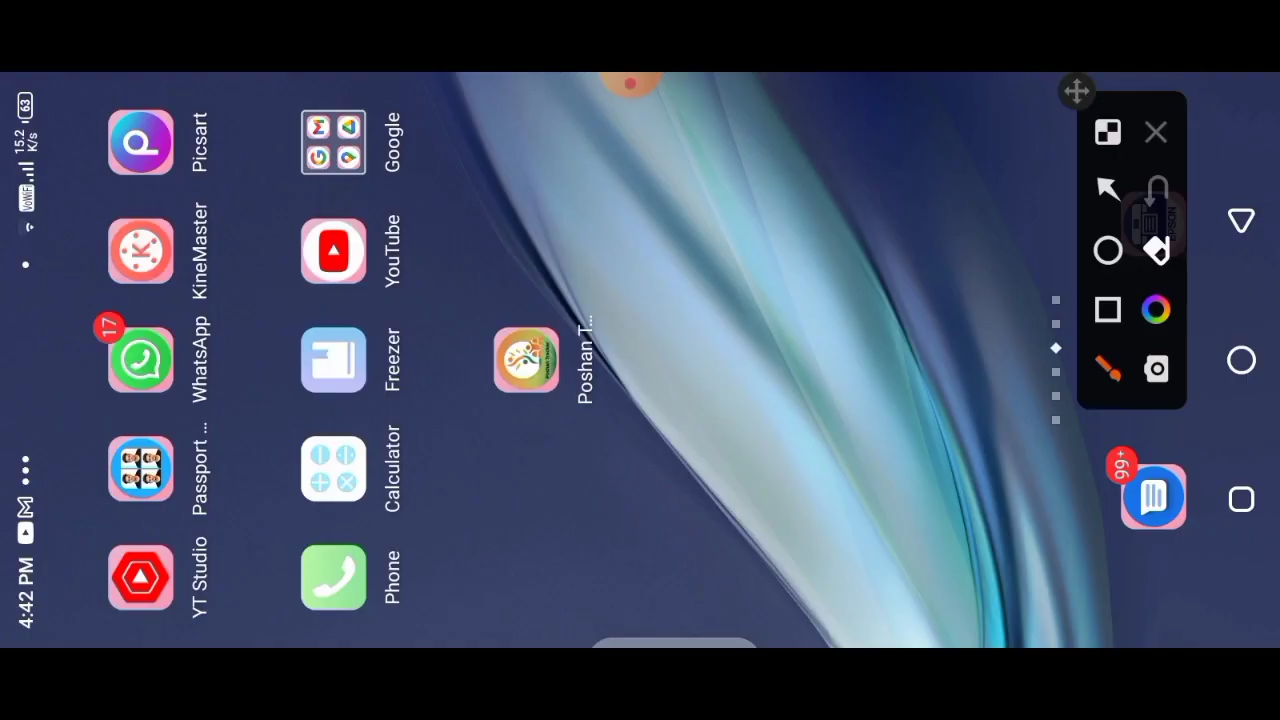 4:42 PM
VoWiFi
15.2
K/s
63
YT Studio
Passport ...
17
WhatsApp
KineMaster
Picsart
Phone
Calculator
Freezer
YouTube
Google
Poshan T...
99+